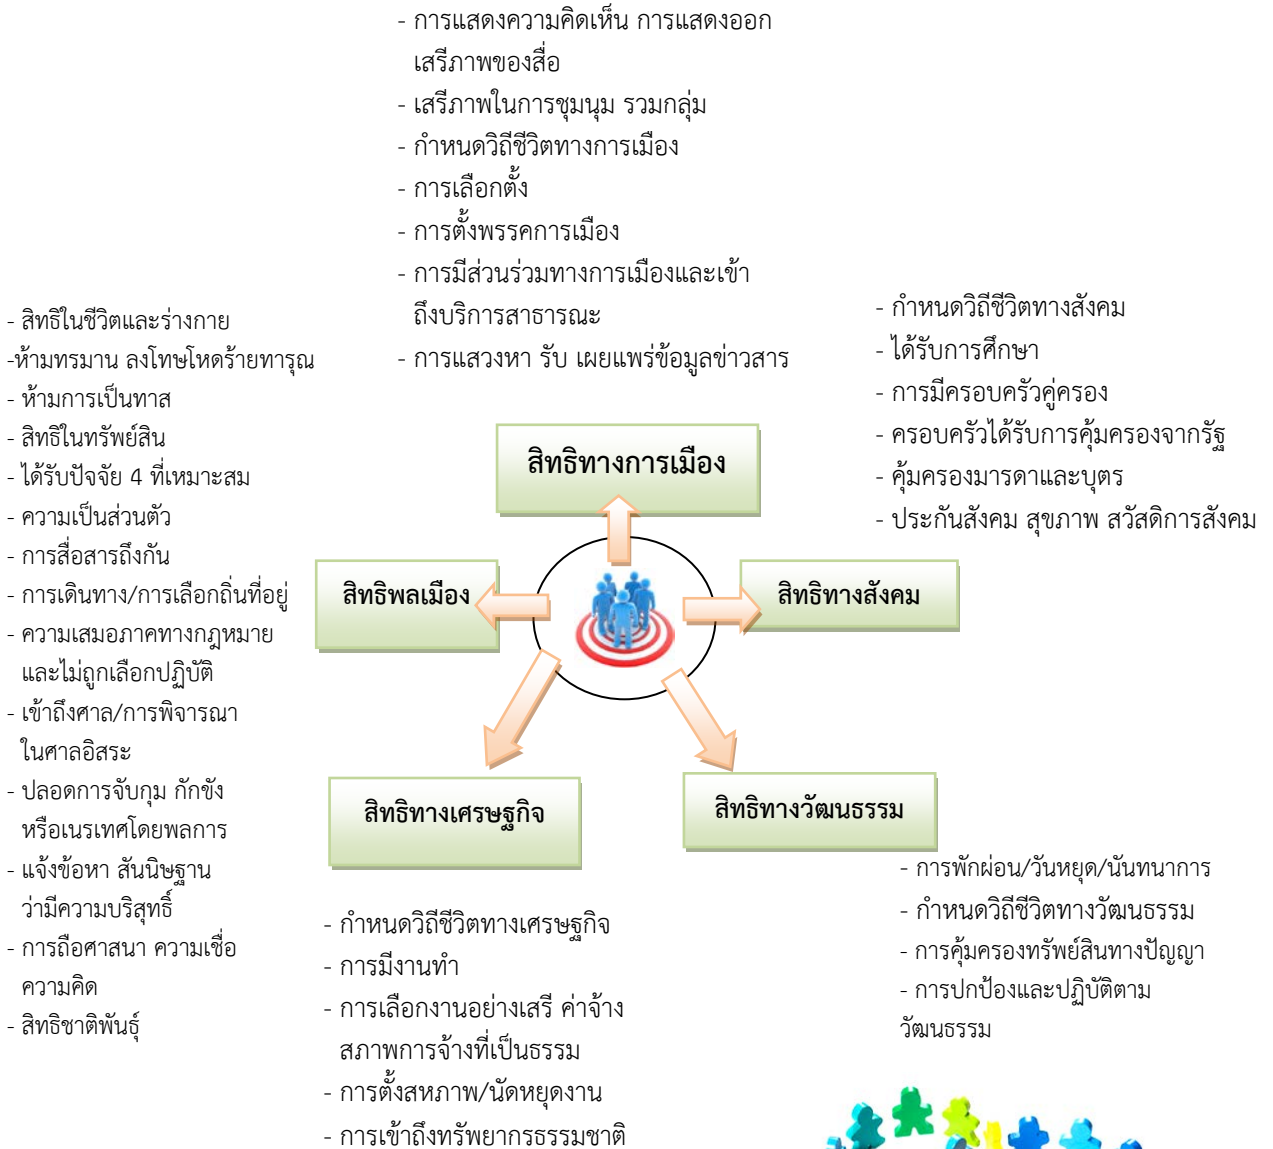 - การแสดงความคิดเห็น การแสดงออก
เสรีภาพของสื่อ
- เสรีภาพในการชุมนุม รวมกลุ่ม
- กำหนดวิถีชีวิตทางการเมือง
- การเลือกตั้ง
- การตั้งพรรคการเมือง
- การมีส่วนร่วมทางการเมืองและเข้า
ถึงบริการสาธารณะ
- การแสวงหา รับ เผยแพร่ข้อมูลข่าวสาร
- สิทธิในชีวิตและร่างกาย
-ห้ามทรมาน ลงโทษโหดร้ายทารุณ
- ห้ามการเป็นทาส
- สิทธิในทรัพย์สิน
- ได้รับปัจจัย 4 ที่เหมาะสม
- ความเป็นส่วนตัว
- การสื่อสารถึงกัน
- การเดินทาง/การเลือกถิ่นที่อยู่
- ความเสมอภาคทางกฎหมาย
และไม่ถูกเลือกปฏิบัติ
- เข้าถึงศาล/การพิจารณา
ในศาลอิสระ
- ปลอดการจับกุม กักขัง
หรือเนรเทศโดยพลการ
- แจ้งข้อหา สันนิษฐาน
ว่ามีความบริสุทธิ์
- การถือศาสนา ความเชื่อ
ความคิด
- สิทธิชาติพันธุ์
- กำหนดวิถีชีวิตทางสังคม
- ได้รับการศึกษา
- การมีครอบครัวคู่ครอง
- ครอบครัวได้รับการคุ้มครองจากรัฐ
- คุ้มครองมารดาและบุตร
- ประกันสังคม สุขภาพ สวัสดิการสังคม
สิทธิทางการเมือง
สิทธิพลเมือง
สิทธิทางสังคม
สิทธิทางเศรษฐกิจ
สิทธิทางวัฒนธรรม
- กำหนดวิถีชีวิตทางเศรษฐกิจ
- การมีงานทำ
- การเลือกงานอย่างเสรี ค่าจ้าง
สภาพการจ้างที่เป็นธรรม
- การตั้งสหภาพ/นัดหยุดงาน
- การเข้าถึงทรัพยากรธรรมชาติ
- การพักผ่อน/วันหยุด/นันทนาการ
- กำหนดวิถีชีวิตทางวัฒนธรรม
- การคุ้มครองทรัพย์สินทางปัญญา
- การปกป้องและปฏิบัติตาม
วัฒนธรรม